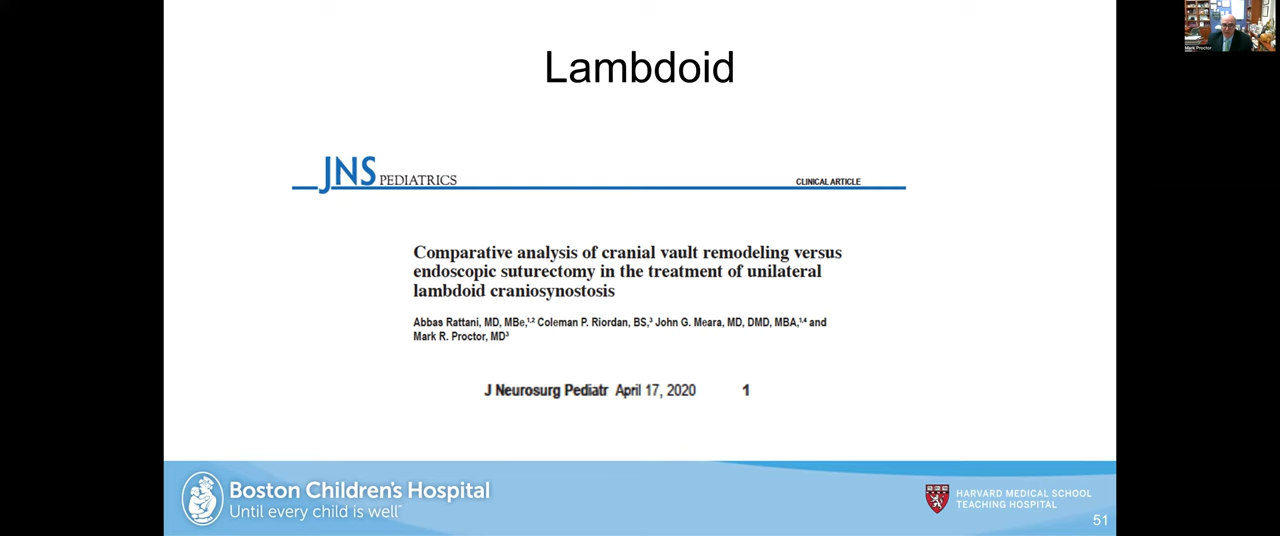 Lambdoid
JNS PEDIATRICS
CLINICAL ARTICLE
Comparative analysis of cranial vault remodeling versus
endoscopic suturectomy in the treatment of unilateral
lambdoid craniosynostosis
Abbas Rattani, MD, MBe,1,2 Coleman P. Riordan, BS,3 John G. Meara, MD, DMD, MBA,1,4 and
Mark R. Proctor, MD3
J Neurosurg Pediatr April 17, 2020 1
Boston Children's Hospital
Until every child is well™
HARVARD MEDICAL SCHOOL
TEACHING HOSPITAL
51
Mark Proctor